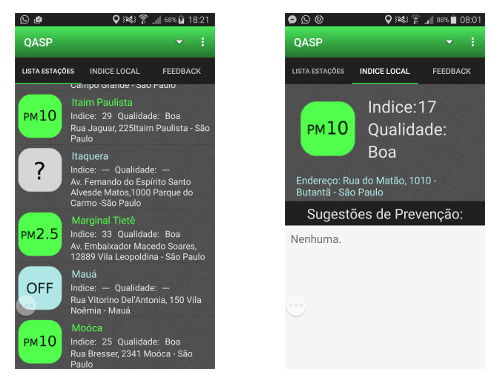 68% 18:21
QASP
LISTA ESTAÇÕES INDICE LOCAL FEEDBACK
Campo Grande - São Paulo
PM10
Itaim Paulista
Indice: 29 Qualidade: Boa
Rua Jaguar, 225Itaim Paulista - São
Paulo
?
Itaquera
Indice: — Qualidade: —
Av. Fernando do Espírito Santo
Alvesde Matos,1000 Parque do
Carmo -São Paulo
PM2.5
Marginal Tietê
Indice: 33 Qualidade: Boa
Av. Embaixador Macedo Soares,
12889 Vila Leopoldina - São Paulo
OFF
Mauá
Indice: — Qualidade: —
Rua Vitorino Del'Antonia, 150 Vila
Noêmia - Mauá
PM10
Moóca
Indice: 25 Qualidade: Boa
Rua Bresser, 2341 Moóca - São
Paulo
86% 08:01
QASP
LISTA ESTAÇÕES INDICE LOCAL FEEDBACK
PM10
Indice:17
Qualidade:
Boa
Endereço: Rua do Matão, 1010 -
Butantã - São Paulo
Sugestões de Prevenção:
Nenhuma.